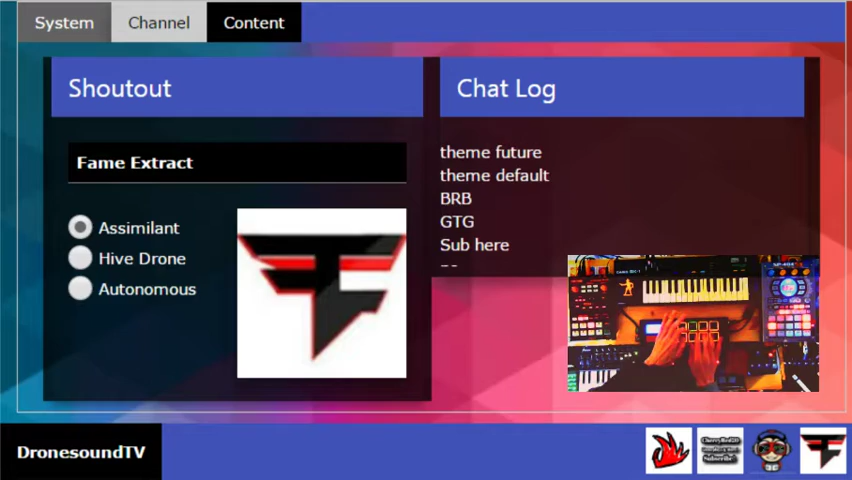 System Channel Content
Shoutout
Fame Extract
Assimilant
Hive Drone
Autonomous
Chat Log
theme future
theme default
BRB
GTG
Sub here
DronesoundTV